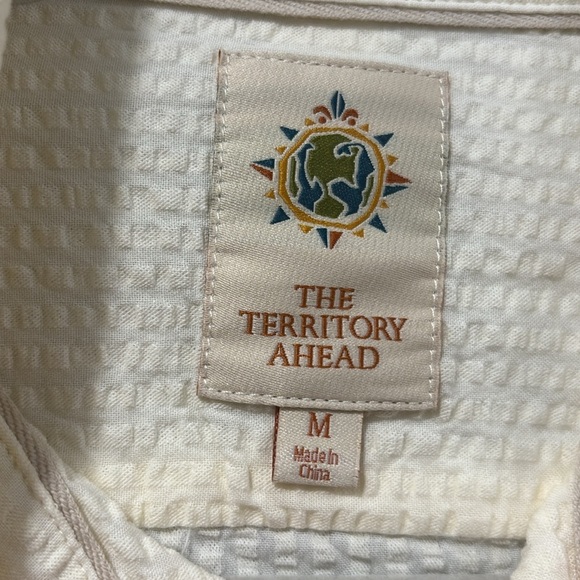 THE
TERRITORY
AHEAD
M
Made In
China